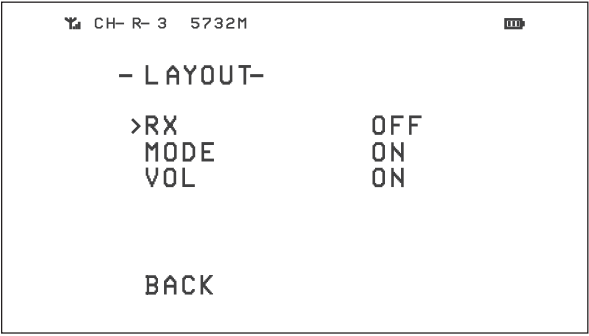 CH-R-3 5732M
-LAYOUT-
>RX OFF
MODE ON
VOL ON
BACK